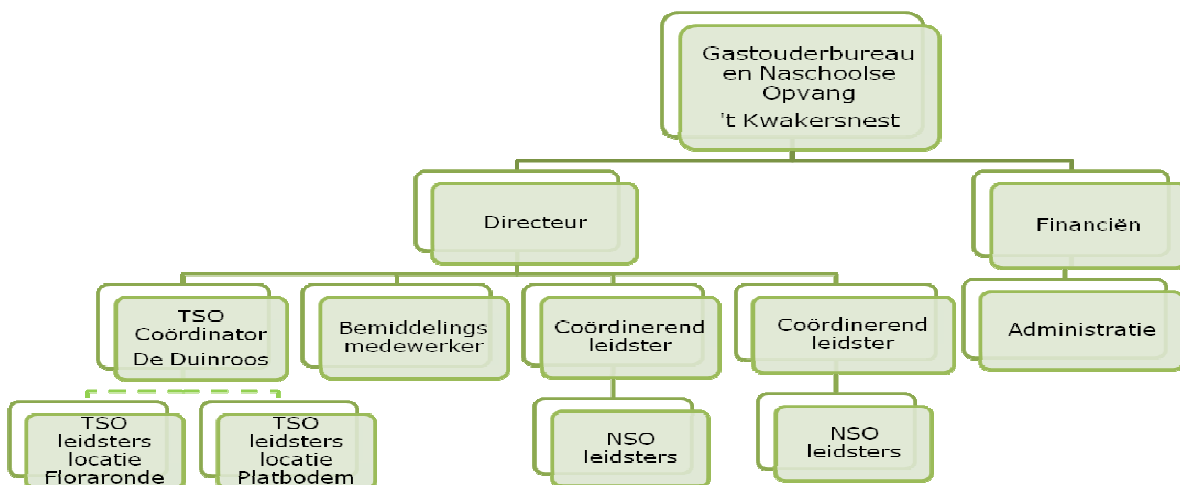 Gastouderbureau
en Naschoolse
Opvang
't Kwakersnest
Directeur
Financiën
TSO
Coördinator
De Duinroos
Bemiddelings
medewerker
Coördinerend
leidster
Coördinerend
leidster
Administratie
TSO
leidsters
locatie
Floraronde
TSO
leidsters
locatie
Platbodem
NSO
leidsters
NSO
leidsters